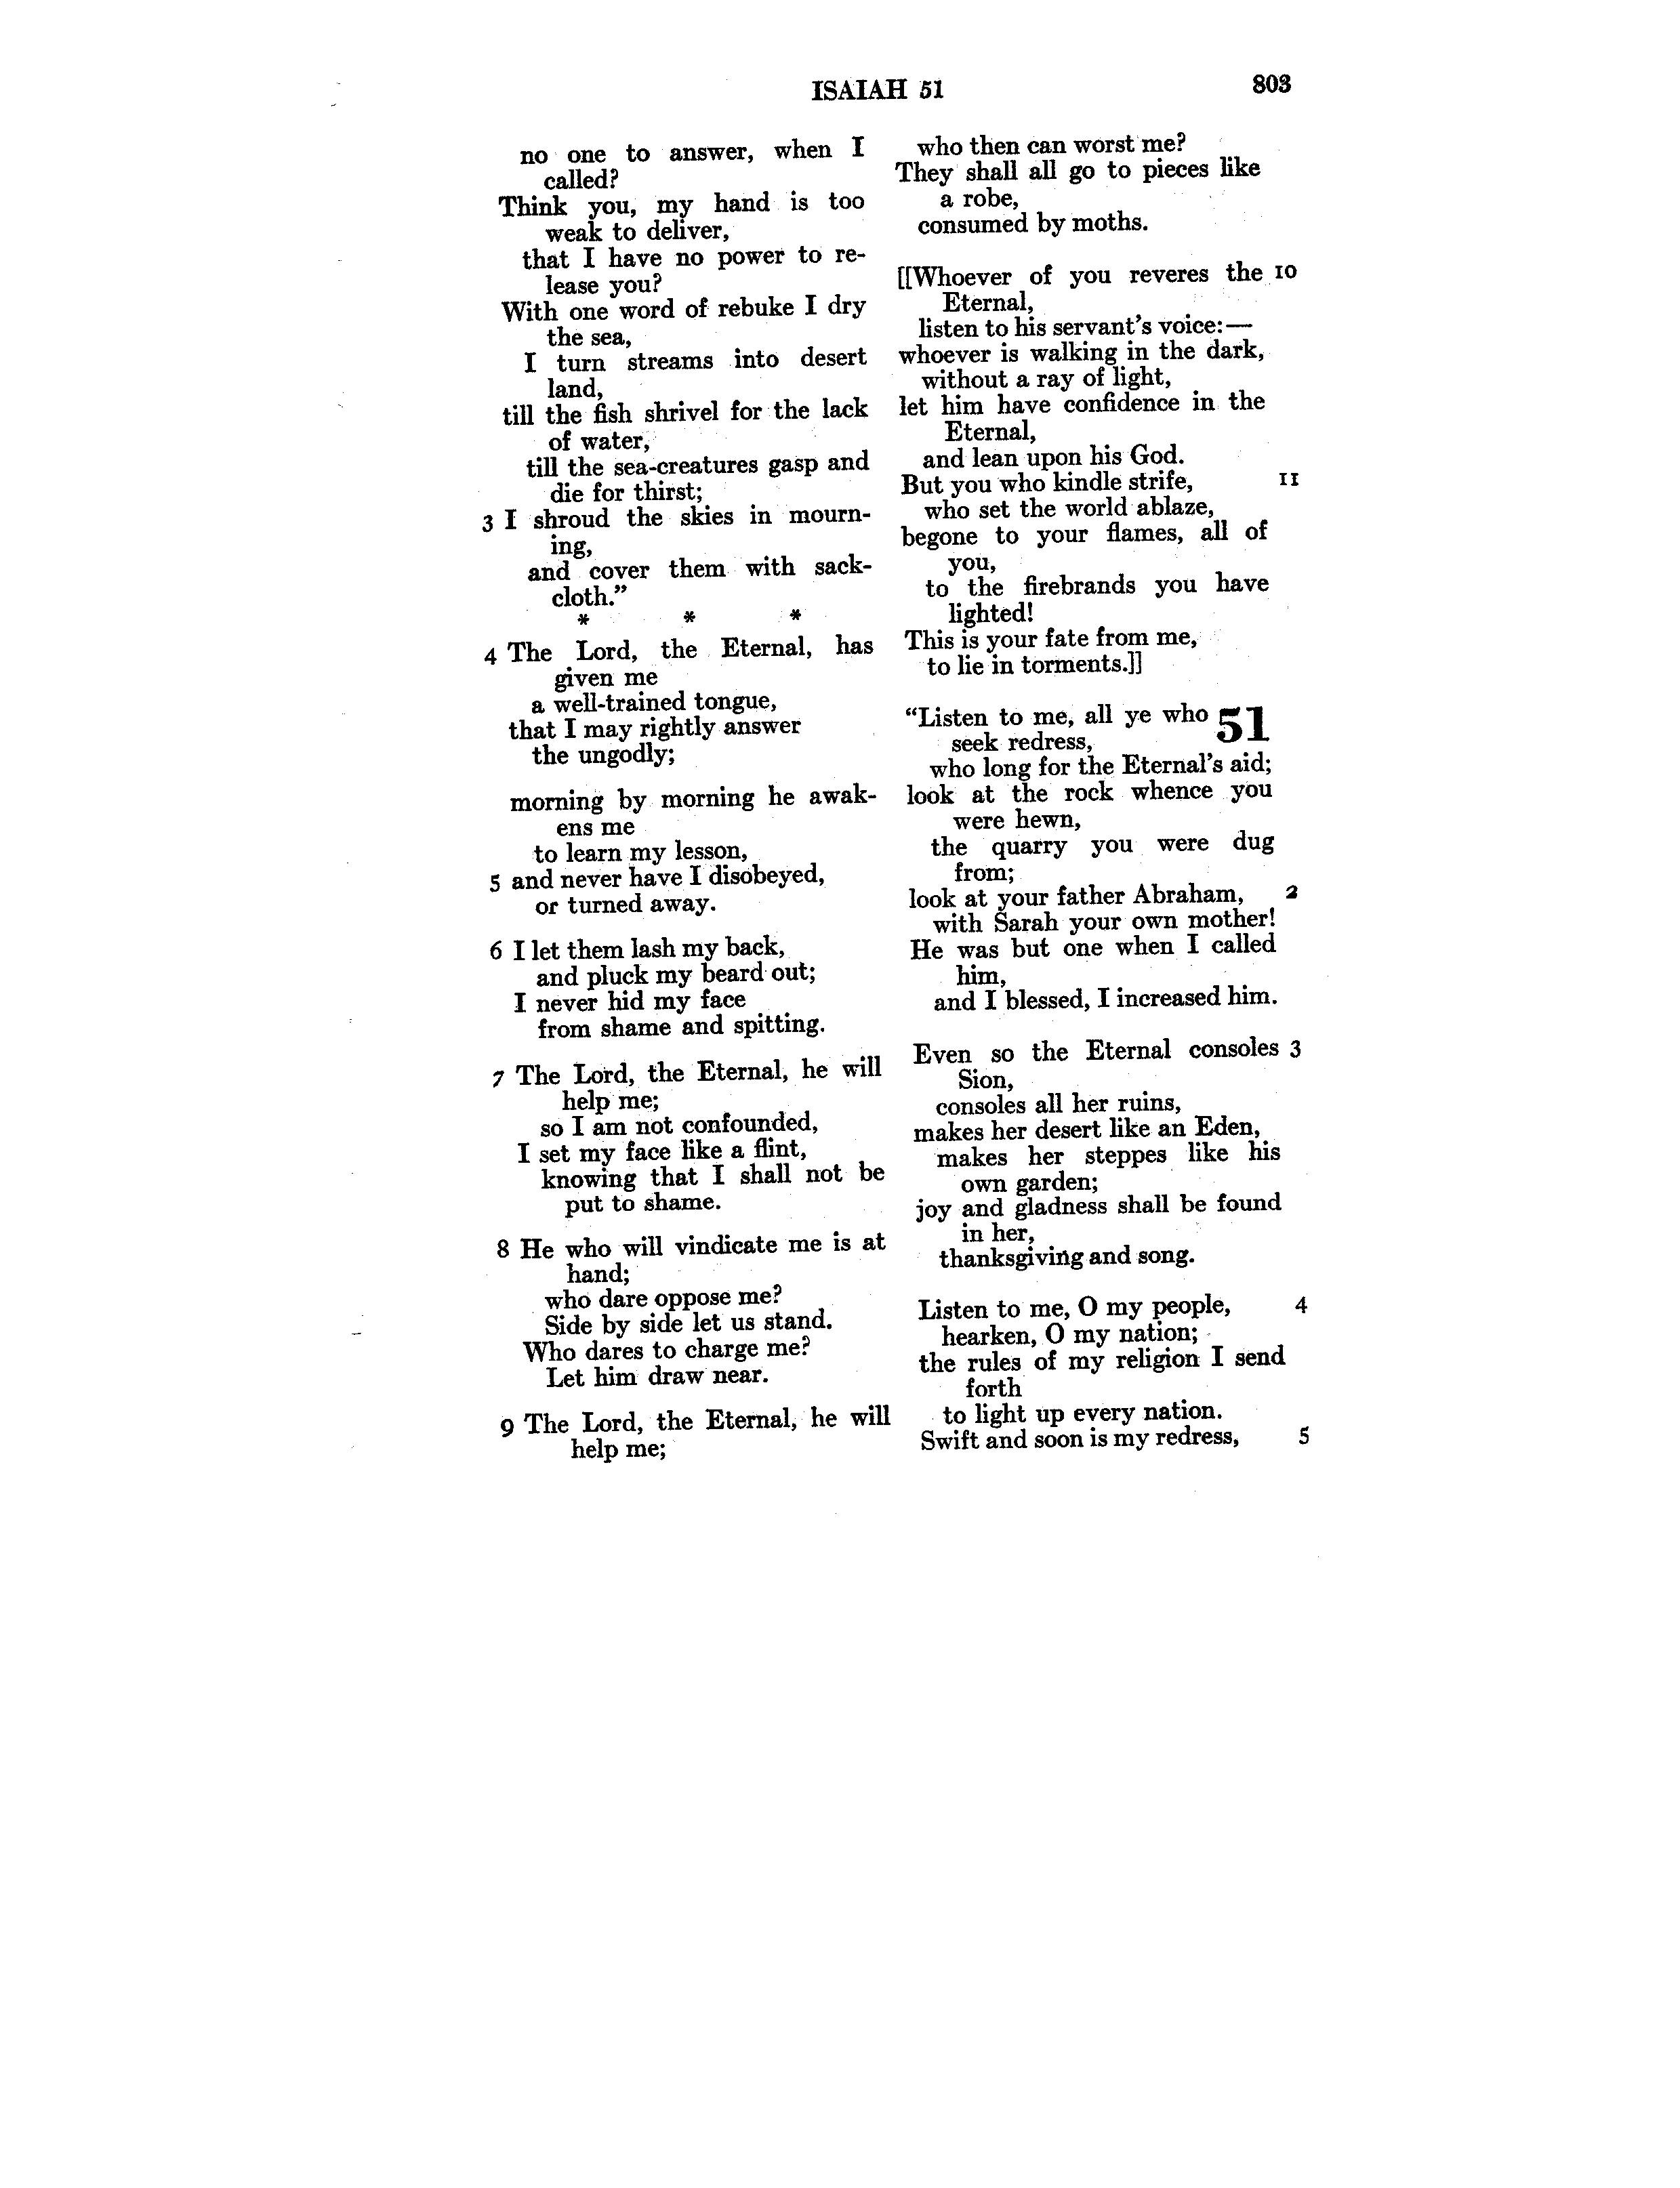 ISAIAH 51
803
no one to answer, when I
called?
Think you, my hand is too
weak to deliver,
that I have no power to re-
lease you?
With one word of rebuke I dry
the sea,
I turn streams into desert
land,
till the fish shrivel for the lack
of water,
till the sea-creatures gasp and
die for thirst;
3 I shroud the skies in mourn-
ing,
and cover them with sack-
cloth.”
* * *
4 The Lord, the Eternal, has
given me
a well-trained tongue,
that I may rightly answer
the ungodly;
morning by morning he awak-
ens me
to learn my lesson,
5 and never have I disobeyed,
or turned away.
6 I let them lash my back,
and pluck my beard out;
I never hid my face
from shame and spitting.
7 The Lord, the Eternal, he will
help me;
so I am not confounded,
I set my face like a flint,
knowing that I shall not be
put to shame.
8 He who will vindicate me is at
hand;
who dare oppose me?
Side by side let us stand.
Who dares to charge me?
Let him draw near.
9 The Lord, the Eternal, he will
help me;
who then can worst me?
They shall all go to pieces like
a robe,
consumed by moths.
[[Whoever of you reveres the 10
Eternal,
listen to his servant’s voice:—
whoever is walking in the dark,
without a ray of light,
let him have confidence in the
Eternal,
and lean upon his God.
But you who kindle strife, 11
who set the world ablaze,
begone to your flames, all of
you,
to the firebrands you have
lighted!
This is your fate from me,
to lie in torments.]]
“Listen to me, all ye who 51
seek redress,
who long for the Eternal’s aid;
look at the rock whence you
were hewn,
the quarry you were dug
from;
look at your father Abraham, 2
with Sarah your own mother!
He was but one when I called
him,
and I blessed, I increased him.
Even so the Eternal consoles 3
Sion,
consoles all her ruins,
makes her desert like an Eden,
makes her steppes like his
own garden;
joy and gladness shall be found
in her,
thanksgiving and song.
Listen to me, O my people, 4
hearken, O my nation;
the rules of my religion I send
forth
to light up every nation.
Swift and soon is my redress, 5